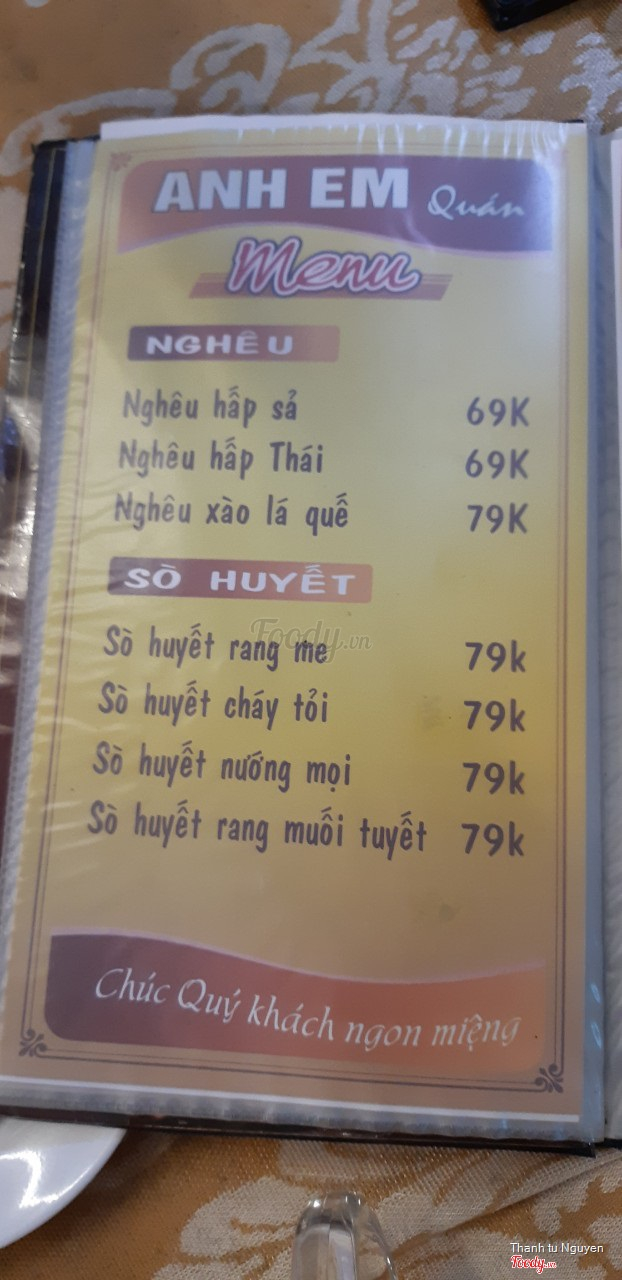 ANH EM Quán
Menu
NGHÊU
Nghêu hấp sả 69K
Nghêu hấp Thái 69K
Nghêu xào lá quế 79K
SÒ HUYẾT
Foody.vn
Sò huyết rang me 79k
Sò huyết cháy tỏi 79k
Sò huyết nướng mọi 79k
Sò huyết rang muối tuyết 79k
Chúc Quý khách ngon miệng
Thanh tu Nguyen
Foody.vn